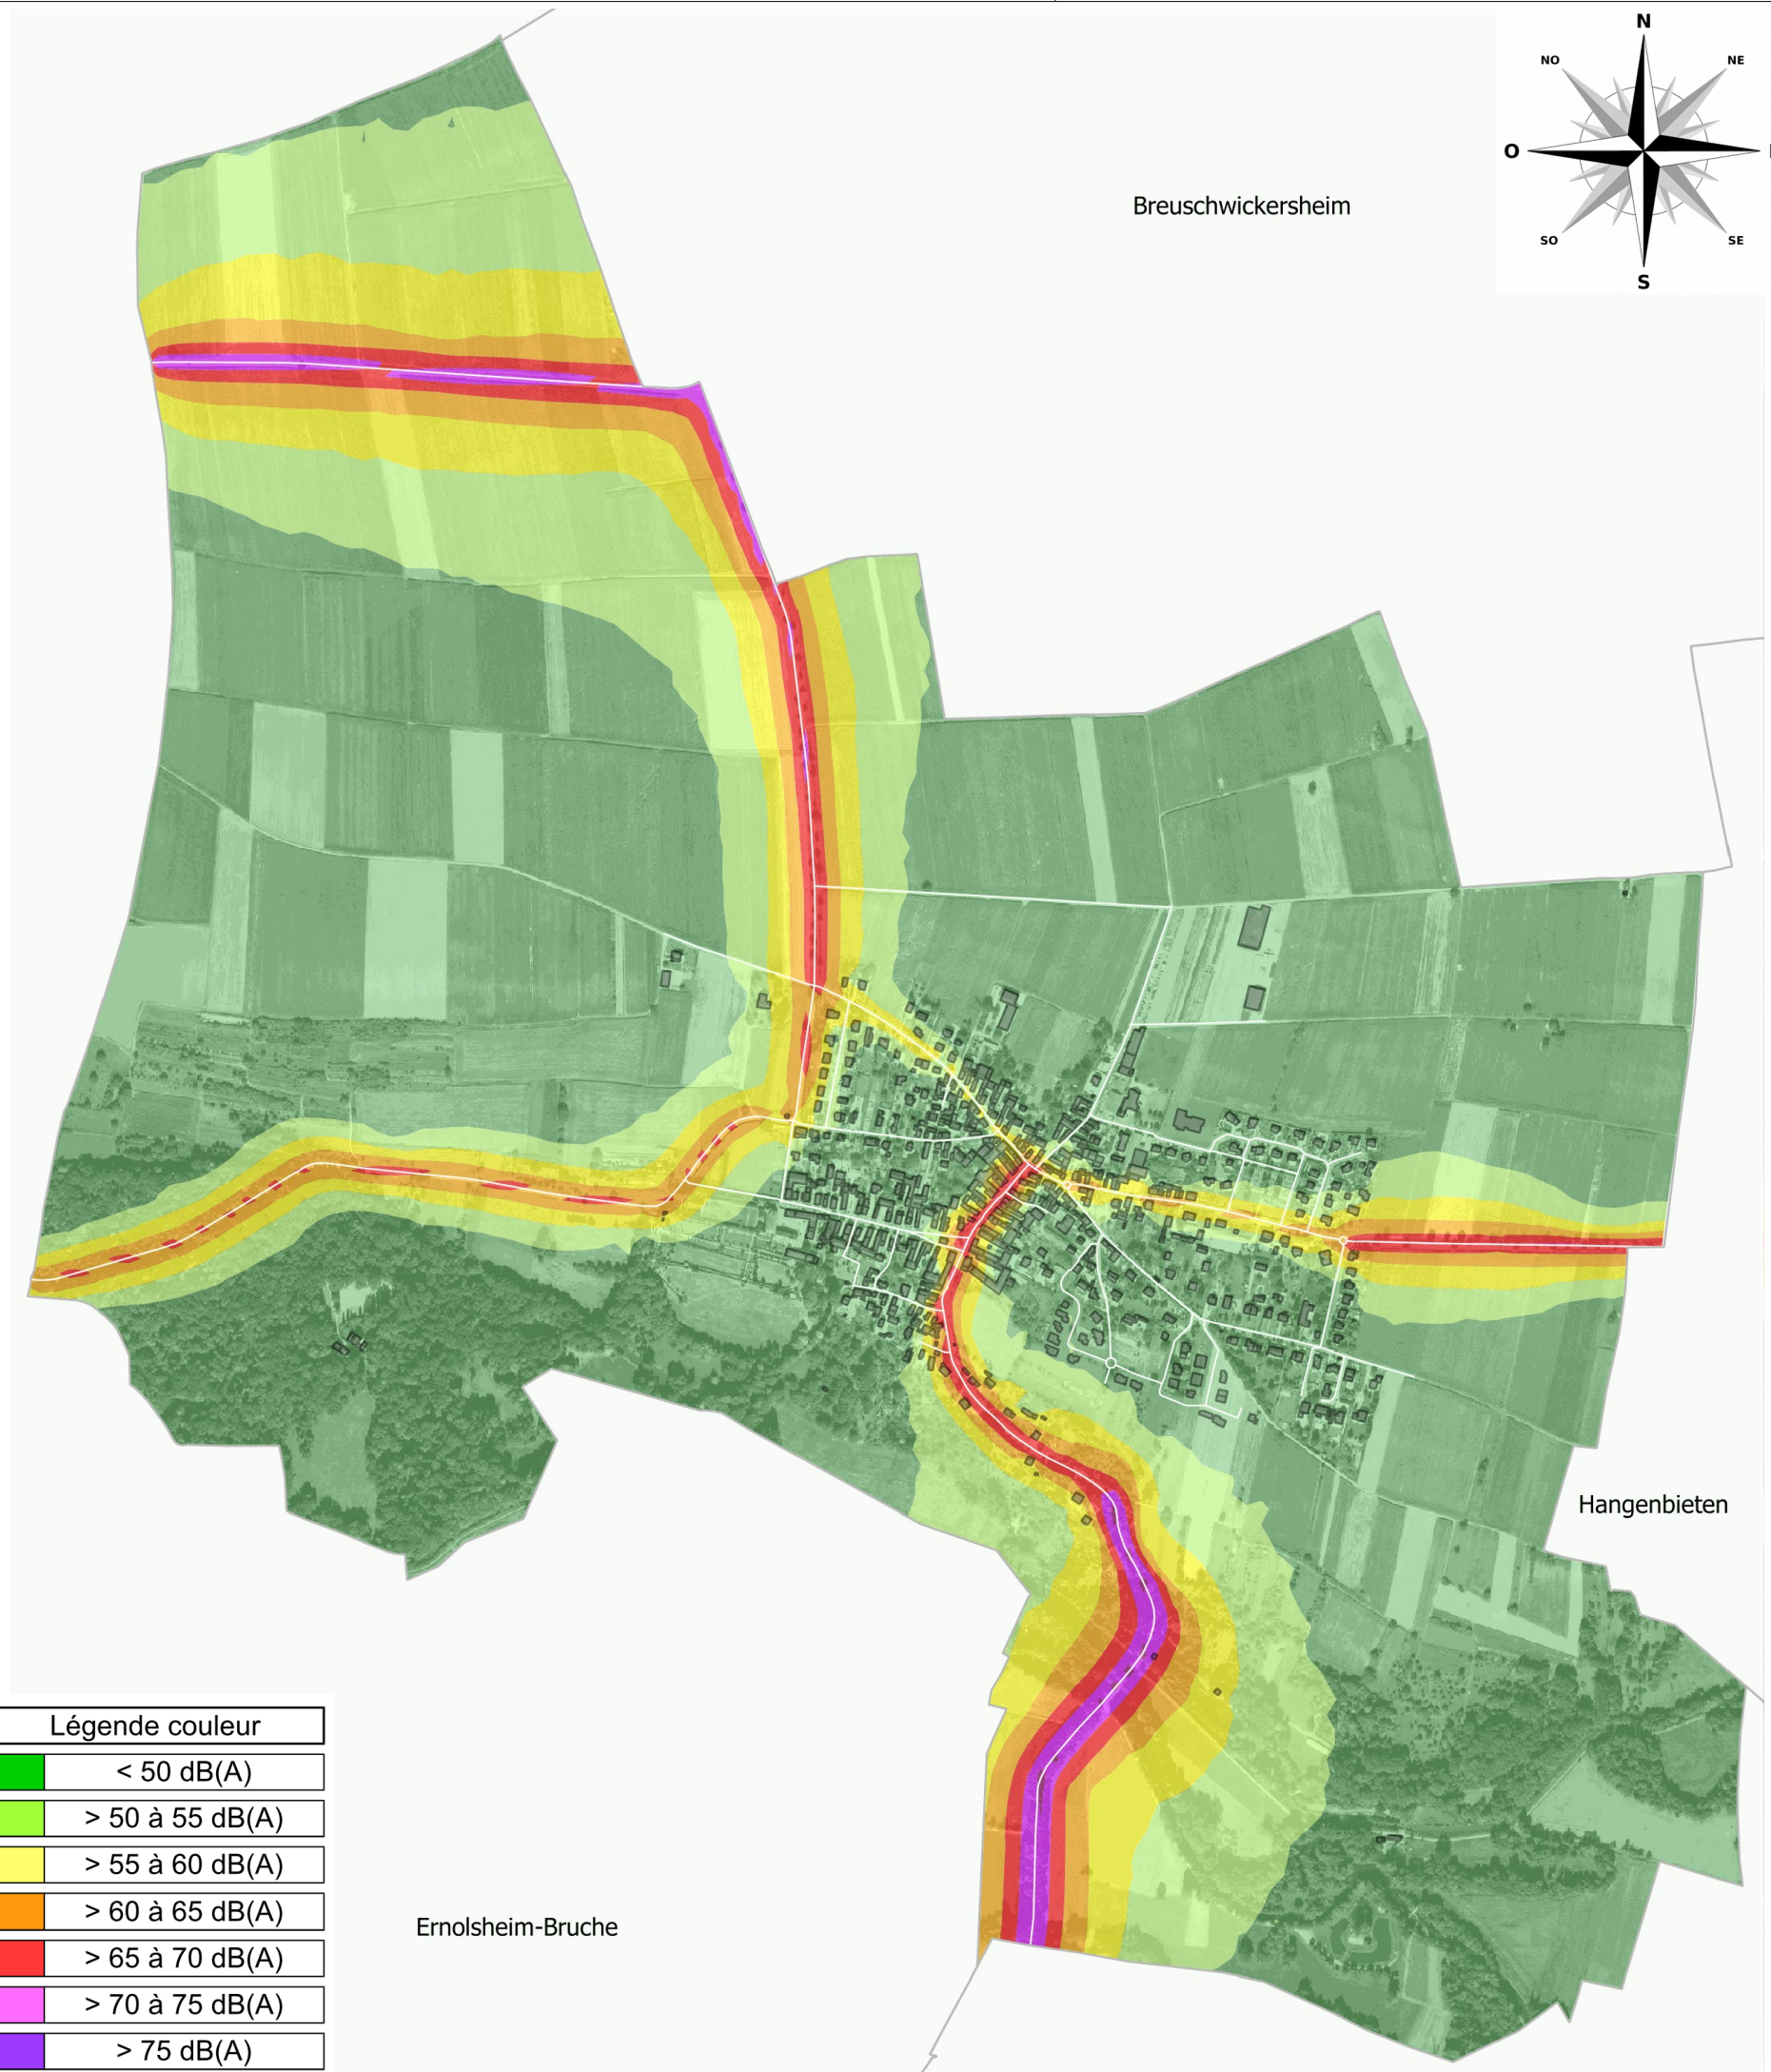 N
NO
NE
O
SO
SE
S
Breuschwickersheim
Hangenbieten
Ernolsheim-Bruche
Légende couleur
< 50 dB(A)
> 50 à 55 dB(A)
> 55 à 60 dB(A)
> 60 à 65 dB(A)
> 65 à 70 dB(A)
> 70 à 75 dB(A)
> 75 dB(A)